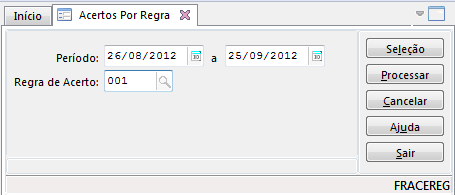 Início Acertos Por Regra
Período: 26/08/2012 a 25/09/2012
Regra de Acerto: 001
Seleção
Processar
Cancelar
Ajuda
Sair
FRACEREG